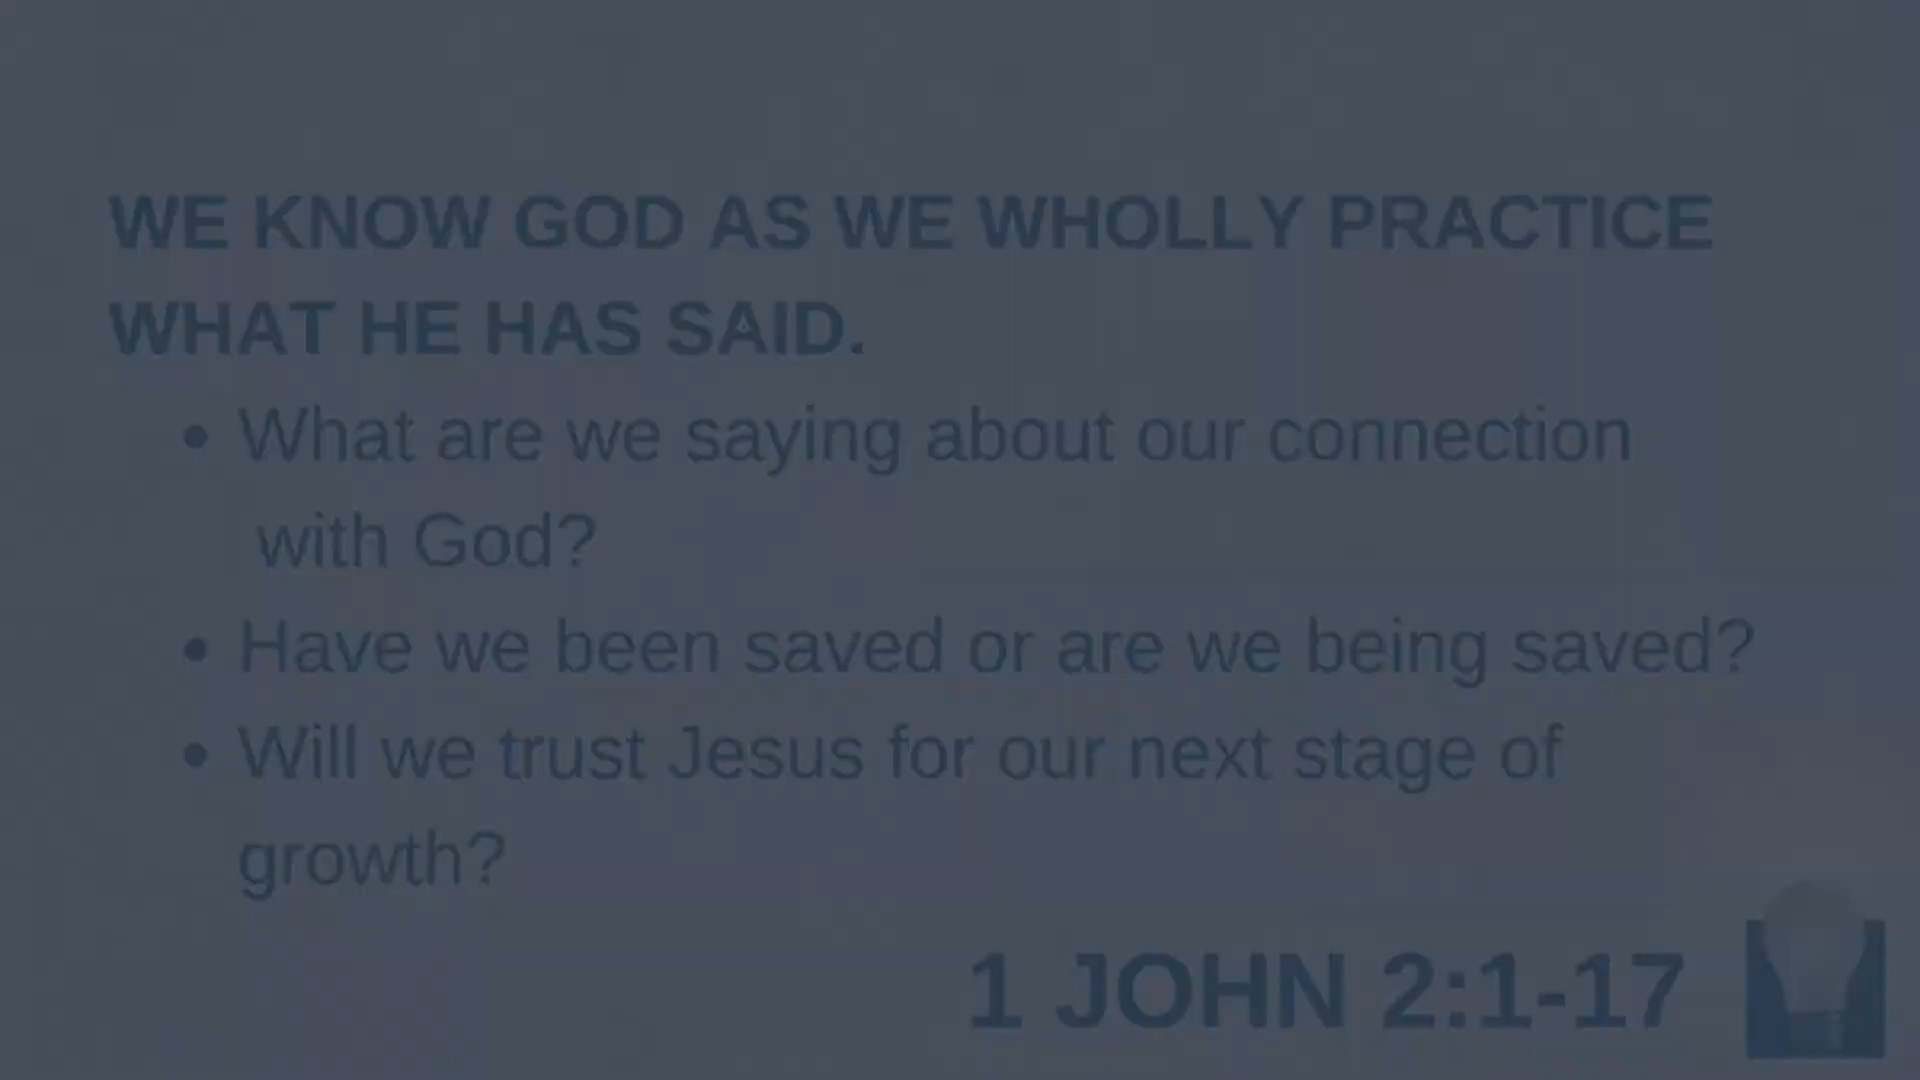 WE KNOW GOD AS WE WHOLLY PRACTICE
WHAT HE HAS SAID.
• What are we saying about our connection
with God?
• Have we been saved or are we being saved?
• Will we trust Jesus for our next stage of
growth?
1 JOHN 2:1-17